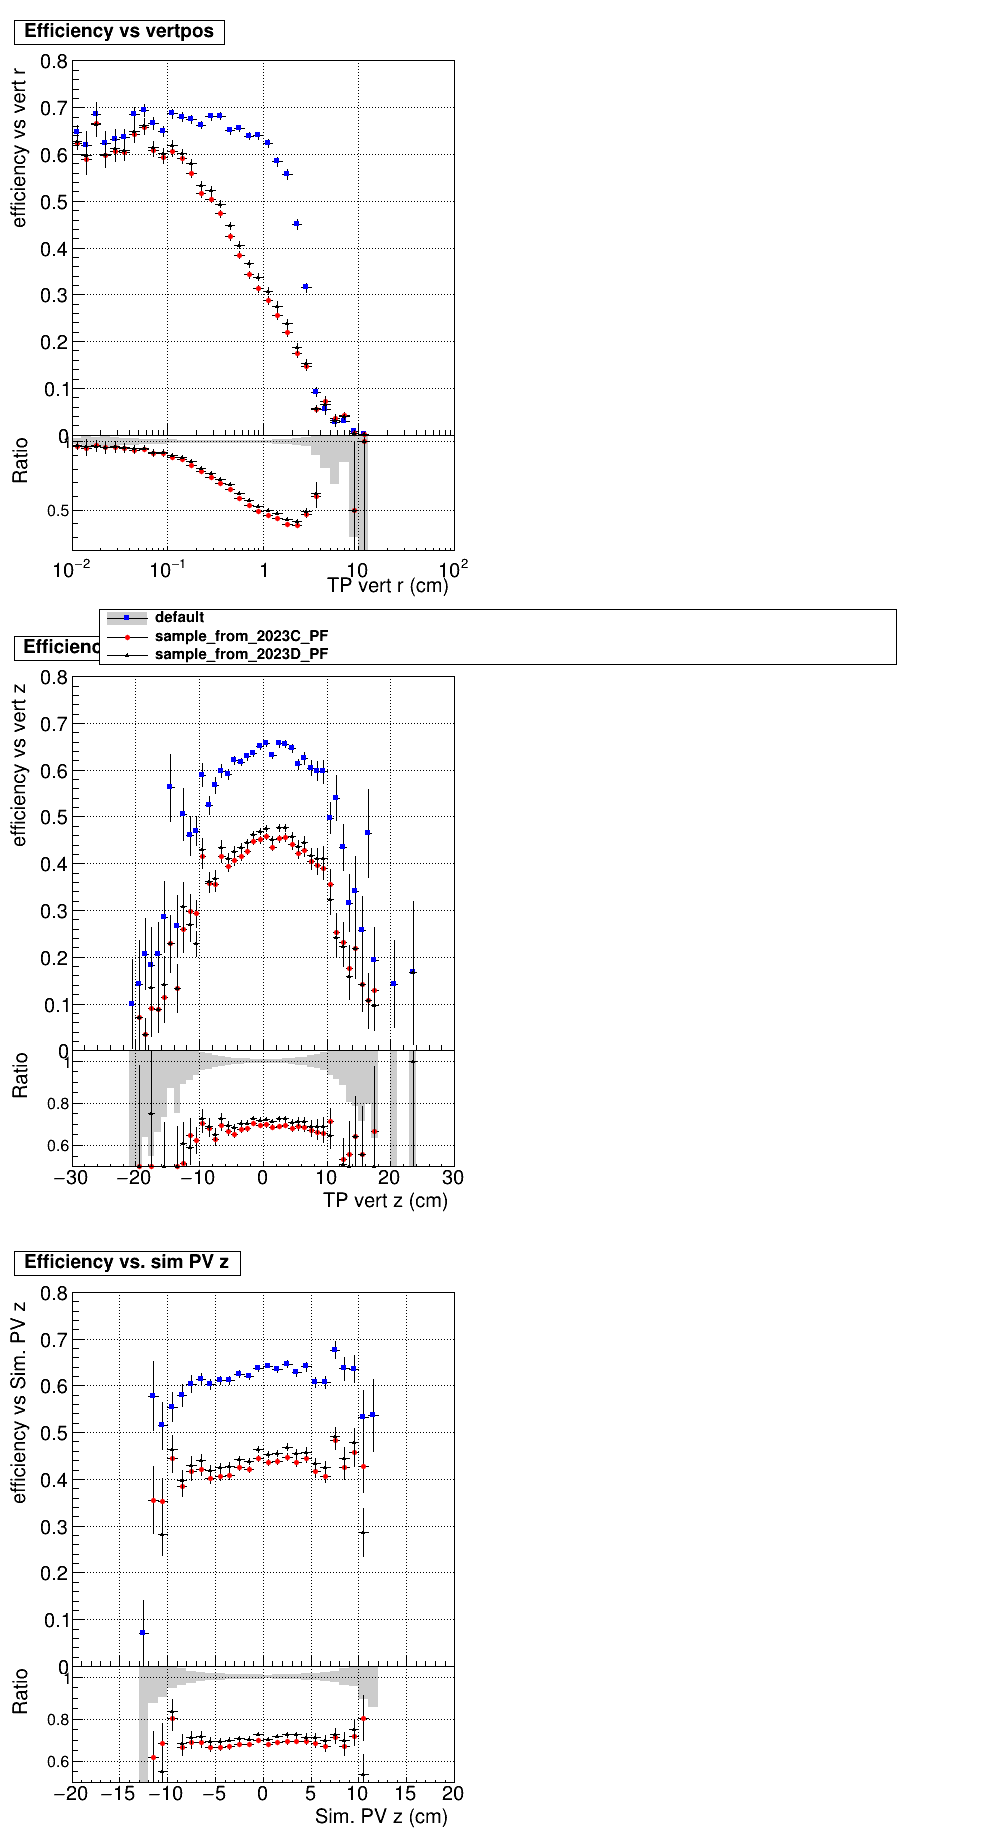 Efficiency vs vertpos
efficiency vs vert r
0.8
0.7
0.6
0.5
0.4
0.3
0.2
0.1
0
Ratio
1
0.5
10⁻² 10⁻¹ 1 10 10²
TP vert r (cm)
default
sample_from_2023C_PF
sample_from_2023D_PF
Efficienc
efficiency vs vert z
0.8
0.7
0.6
0.5
0.4
0.3
0.2
0.1
0
Ratio
1
0.8
0.6
−30 −20 −10 0 10 20 30
TP vert z (cm)
Efficiency vs. sim PV z
efficiency vs Sim. PV z
0.8
0.7
0.6
0.5
0.4
0.3
0.2
0.1
0
Ratio
1
0.8
0.6
−20 −15 −10 −5 0 5 10 15 20
Sim. PV z (cm)